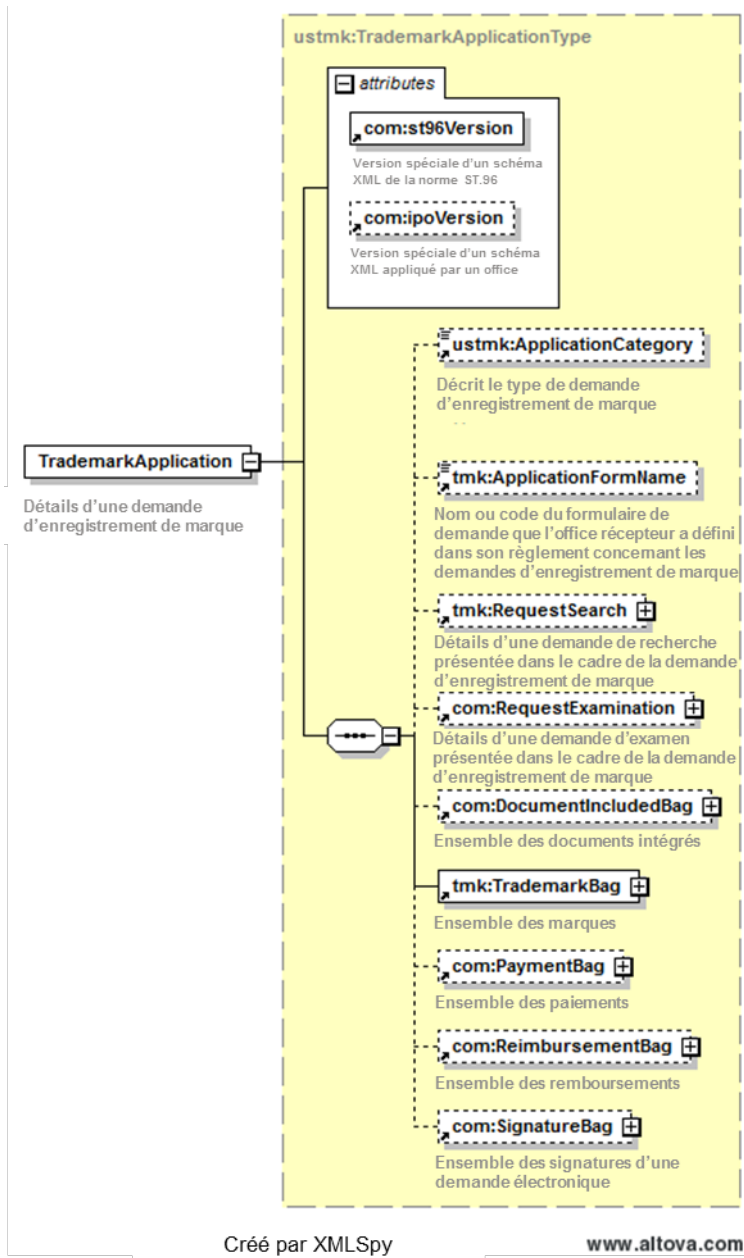 ustmk:TrademarkApplicationType
attributes
com:st96Version
Version spéciale d'un schéma
XML de la norme ST.96
com:ipoVersion
Version spéciale d'un schéma
XML appliqué par un office
ustmk:ApplicationCategory
Décrit le type de demande
d'enregistrement de marque
TrademarkApplication
Détails d'une demande
d'enregistrement de marque
tmk:ApplicationFormName
Nom ou code du formulaire de
demande que l'office récepteur a défini
dans son règlement concernant les
demandes d'enregistrement de marque
tmk:RequestSearch
Détails d'une demande de recherche
présentée dans le cadre de la demande
d'enregistrement de marque
com:RequestExamination
Détails d'une demande d'examen
présentée dans le cadre de la demande
d'enregistrement de marque
com:DocumentIncludedBag
Ensemble des documents intégrés
tmk:TrademarkBag
Ensemble des marques
com:PaymentBag
Ensemble des paiements
com:ReimbursementBag
Ensemble des remboursements
com:SignatureBag
Ensemble des signatures d'une
demande électronique
Créé par XMLSpy
www.altova.com